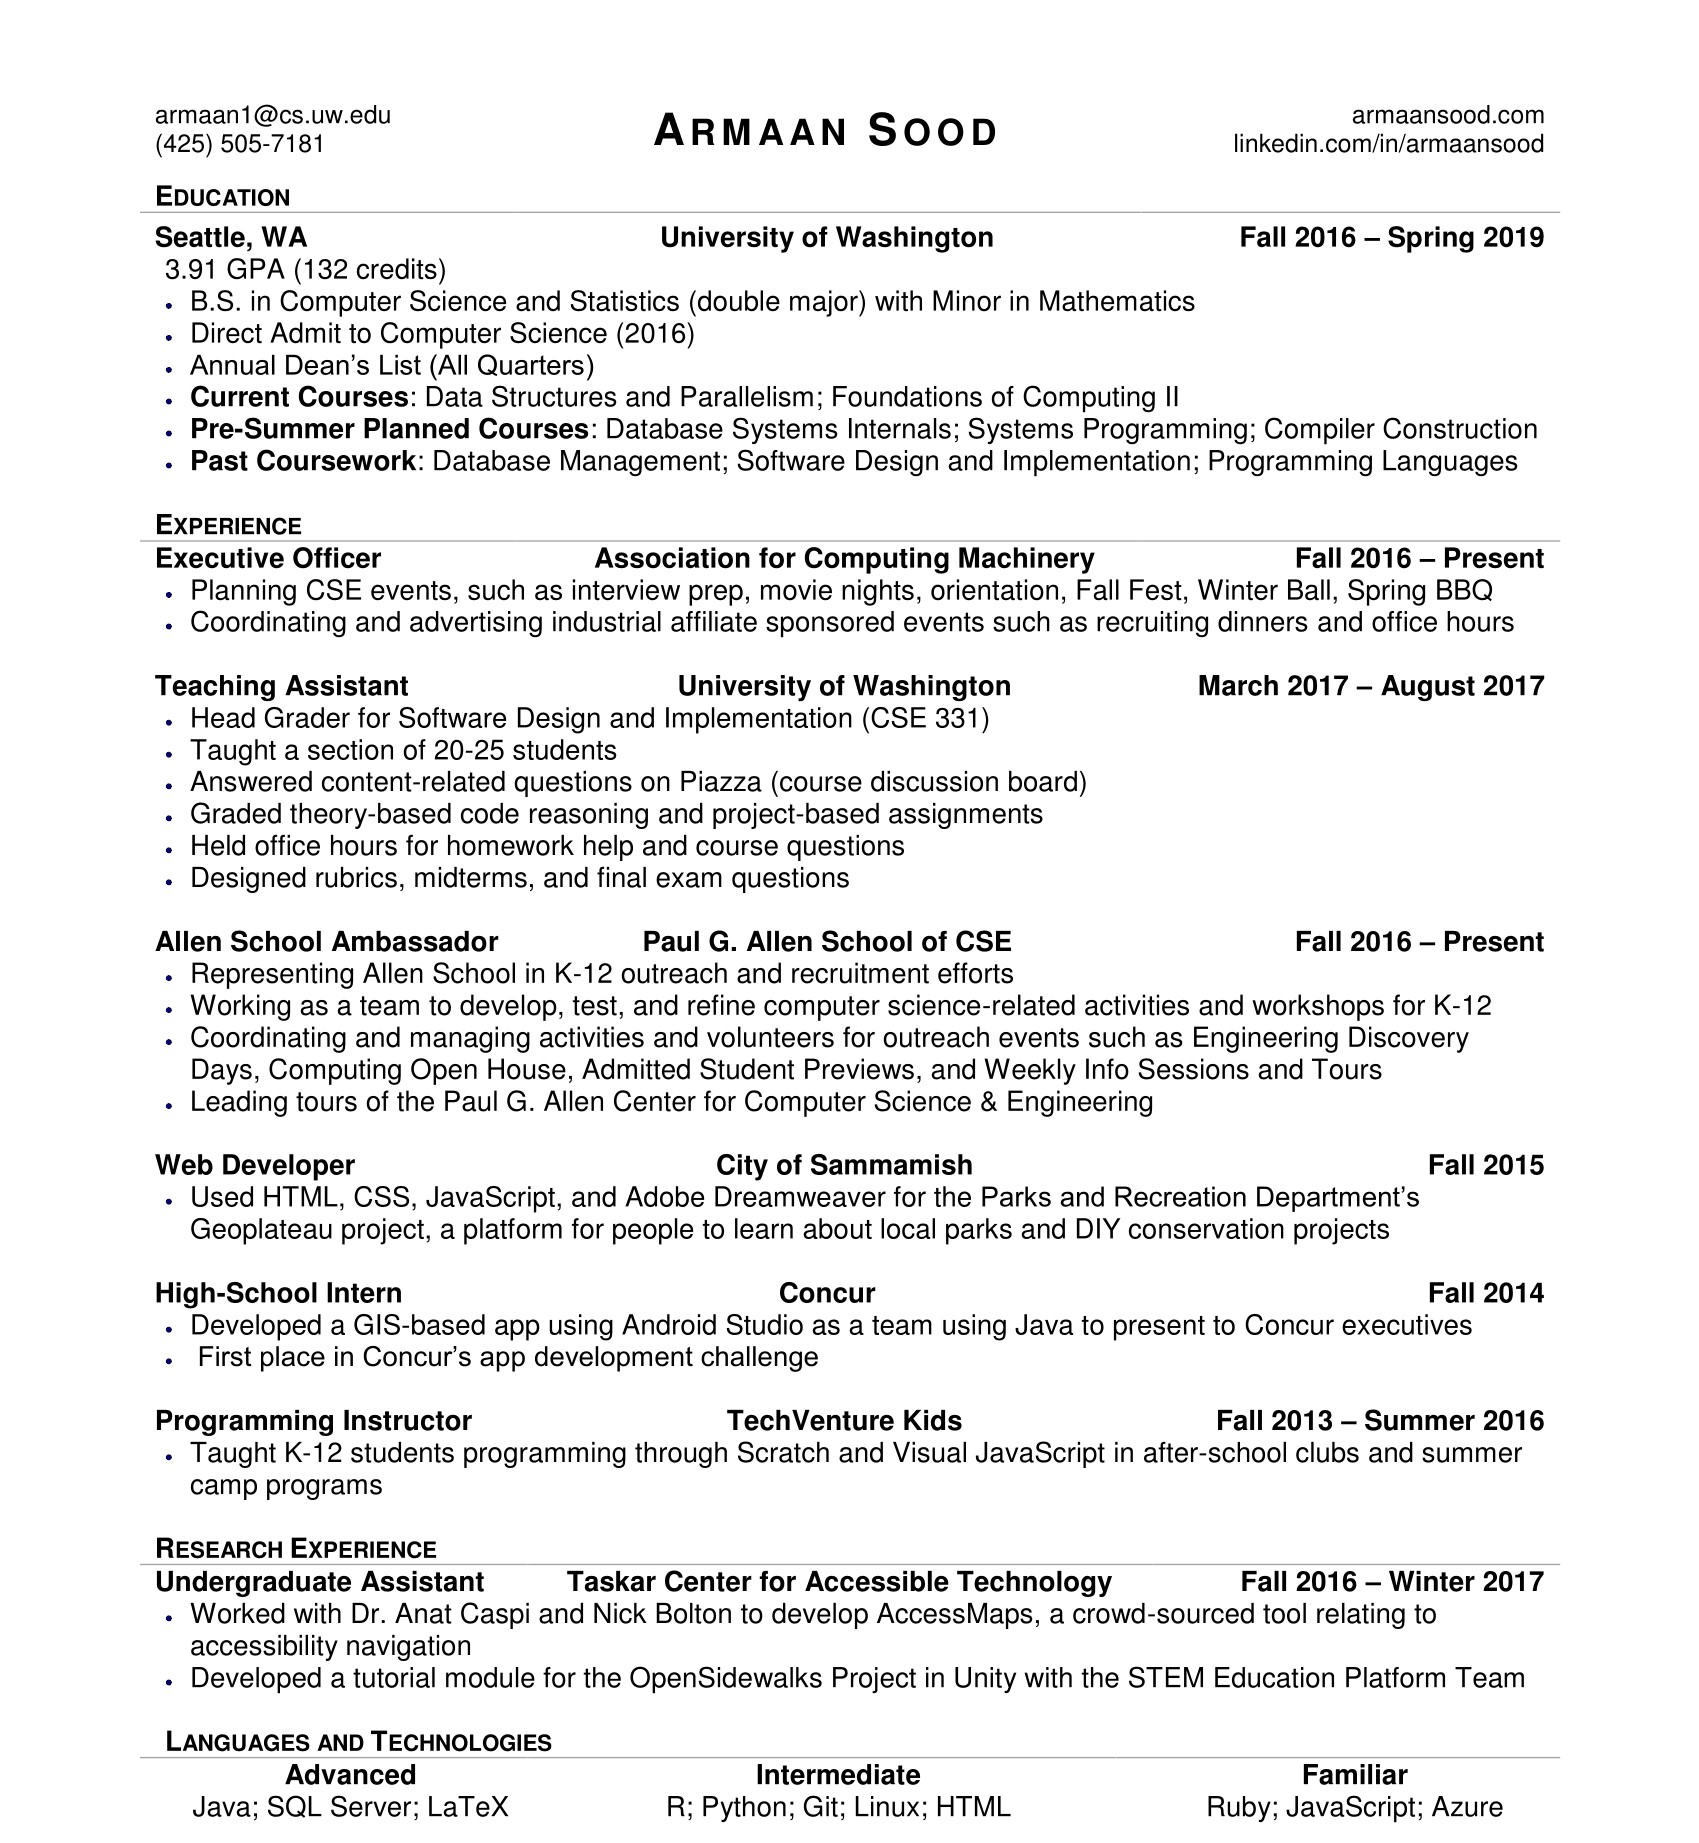 armaan1@cs.uw.edu
(425) 505-7181
ARMAAN SOOD
armaansood.com
linkedin.com/in/armaansood
EDUCATION
Seattle, WA University of Washington Fall 2016 – Spring 2019
3.91 GPA (132 credits)
• B.S. in Computer Science and Statistics (double major) with Minor in Mathematics
• Direct Admit to Computer Science (2016)
• Annual Dean’s List (All Quarters)
• Current Courses: Data Structures and Parallelism; Foundations of Computing II
• Pre-Summer Planned Courses: Database Systems Internals; Systems Programming; Compiler Construction
• Past Coursework: Database Management; Software Design and Implementation; Programming Languages
EXPERIENCE
Executive Officer Association for Computing Machinery Fall 2016 – Present
• Planning CSE events, such as interview prep, movie nights, orientation, Fall Fest, Winter Ball, Spring BBQ
• Coordinating and advertising industrial affiliate sponsored events such as recruiting dinners and office hours
Teaching Assistant University of Washington March 2017 – August 2017
• Head Grader for Software Design and Implementation (CSE 331)
• Taught a section of 20-25 students
• Answered content-related questions on Piazza (course discussion board)
• Graded theory-based code reasoning and project-based assignments
• Held office hours for homework help and course questions
• Designed rubrics, midterms, and final exam questions
Allen School Ambassador Paul G. Allen School of CSE Fall 2016 – Present
• Representing Allen School in K-12 outreach and recruitment efforts
• Working as a team to develop, test, and refine computer science-related activities and workshops for K-12
• Coordinating and managing activities and volunteers for outreach events such as Engineering Discovery
Days, Computing Open House, Admitted Student Previews, and Weekly Info Sessions and Tours
• Leading tours of the Paul G. Allen Center for Computer Science & Engineering
Web Developer City of Sammamish Fall 2015
• Used HTML, CSS, JavaScript, and Adobe Dreamweaver for the Parks and Recreation Department’s
Geoplateau project, a platform for people to learn about local parks and DIY conservation projects
High-School Intern Concur Fall 2014
• Developed a GIS-based app using Android Studio as a team using Java to present to Concur executives
• First place in Concur’s app development challenge
Programming Instructor TechVenture Kids Fall 2013 – Summer 2016
• Taught K-12 students programming through Scratch and Visual JavaScript in after-school clubs and summer
camp programs
RESEARCH EXPERIENCE
Undergraduate Assistant Taskar Center for Accessible Technology Fall 2016 – Winter 2017
• Worked with Dr. Anat Caspi and Nick Bolton to develop AccessMaps, a crowd-sourced tool relating to
accessibility navigation
• Developed a tutorial module for the OpenSidewalks Project in Unity with the STEM Education Platform Team
LANGUAGES AND TECHNOLOGIES
Advanced Intermediate Familiar
Java; SQL Server; LaTeX R; Python; Git; Linux; HTML Ruby; JavaScript; Azure